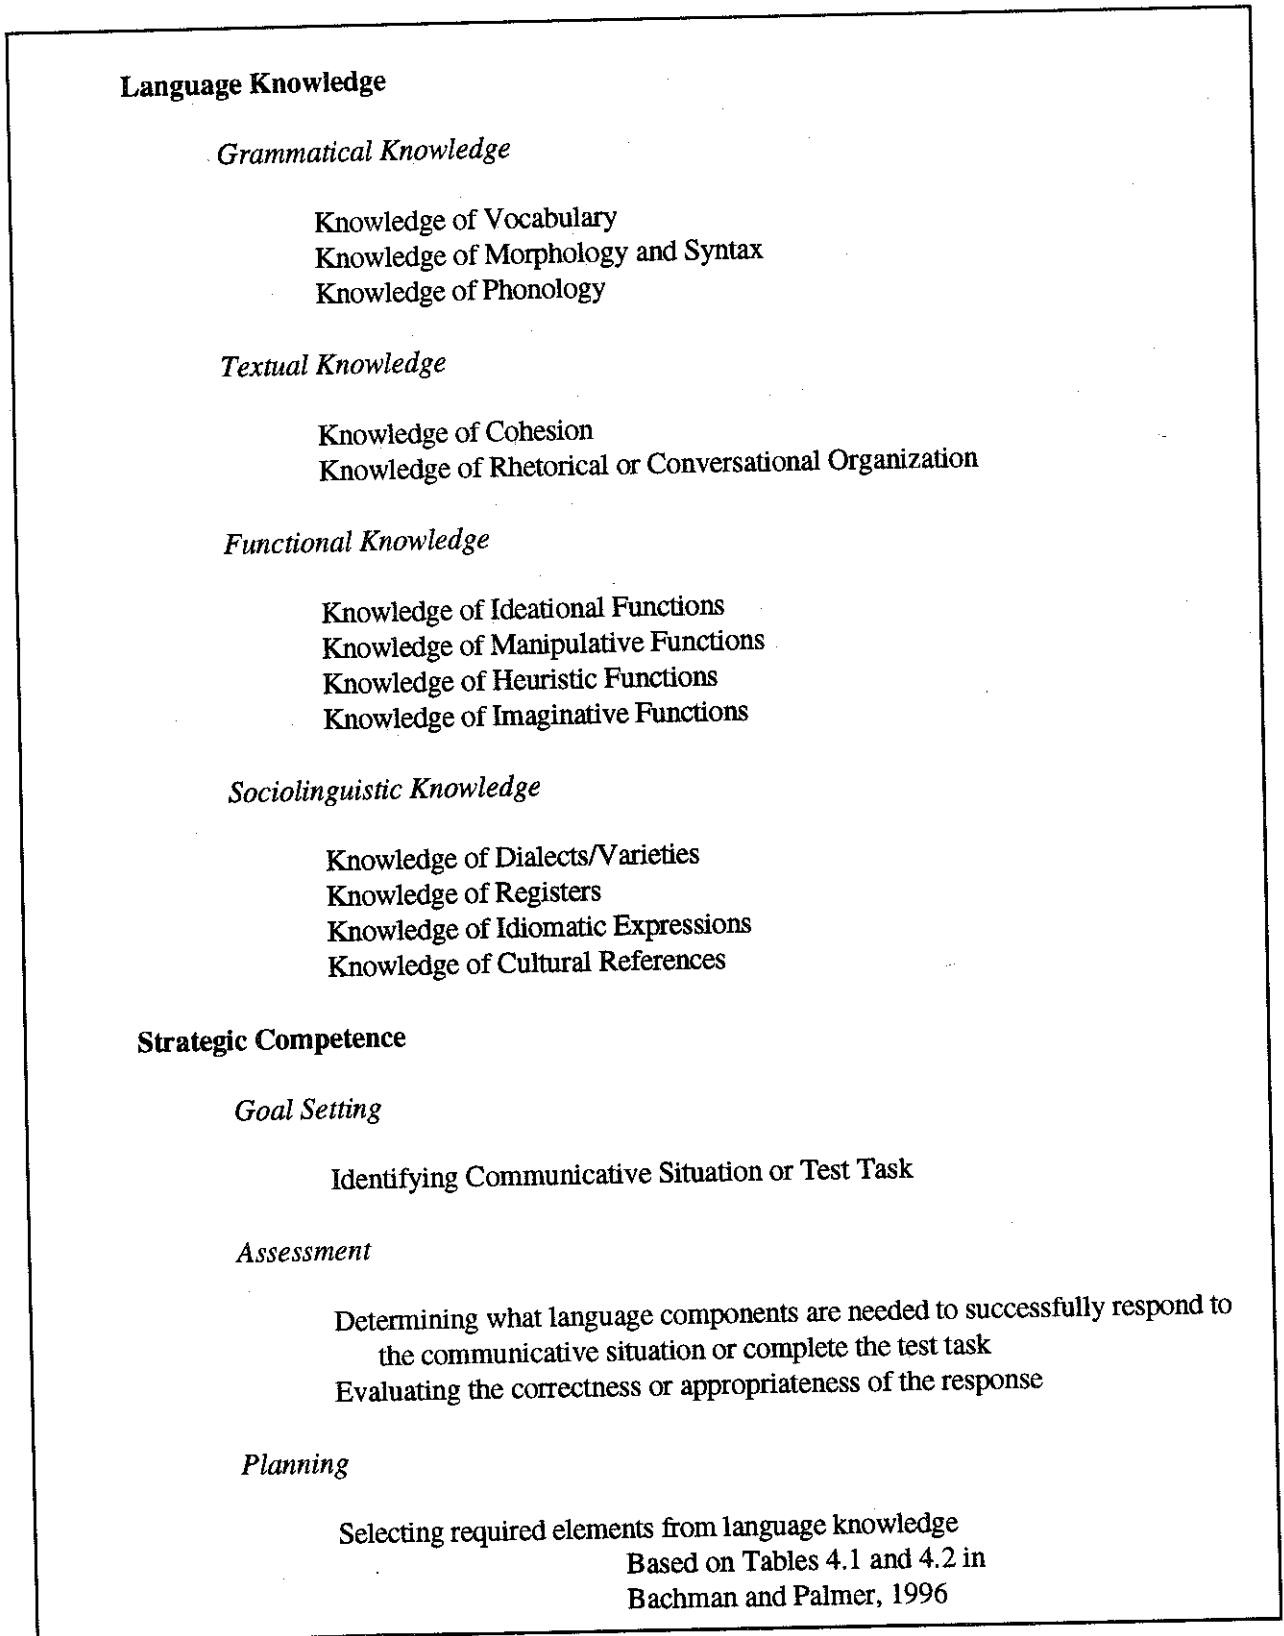 Language Knowledge
Grammatical Knowledge
Knowledge of Vocabulary
Knowledge of Morphology and Syntax
Knowledge of Phonology
Textual Knowledge
Knowledge of Cohesion
Knowledge of Rhetorical or Conversational Organization
Functional Knowledge
Knowledge of Ideational Functions
Knowledge of Manipulative Functions
Knowledge of Heuristic Functions
Knowledge of Imaginative Functions
Sociolinguistic Knowledge
Knowledge of Dialects/Varieties
Knowledge of Registers
Knowledge of Idiomatic Expressions
Knowledge of Cultural References
Strategic Competence
Goal Setting
Identifying Communicative Situation or Test Task
Assessment
Determining what language components are needed to successfully respond to
the communicative situation or complete the test task
Evaluating the correctness or appropriateness of the response
Planning
Selecting required elements from language knowledge
Based on Tables 4.1 and 4.2 in
Bachman and Palmer, 1996